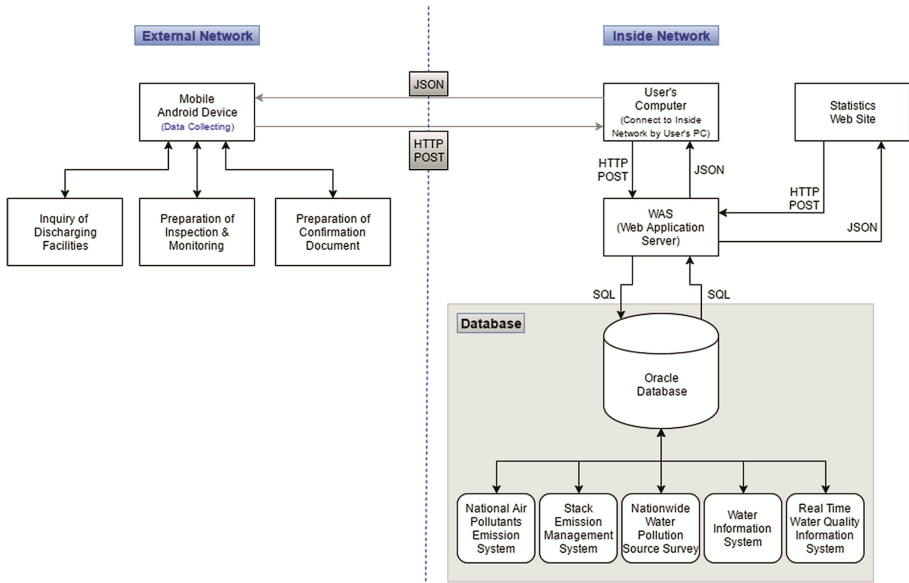 External Network
Inside Network
JSON
HTTP
POST
Mobile
Android Device
(Data Collecting)
User's
Computer
(Connect to Inside
Network by User's PC)
Statistics
Web Site
HTTP
POST
JSON
HTTP
POST
JSON
Inquiry of
Discharging
Facilities
Preparation of
Inspection &
Monitoring
Preparation of
Confirmation
Document
WAS
(Web Application
Server)
SQL
SQL
Database
Oracle
Database
National Air
Pollutants
Emission
System
Stack
Emission
Management
System
Nationwide
Water
Pollution
Source Survey
Water
Information
System
Real Time
Water Quality
Information
System